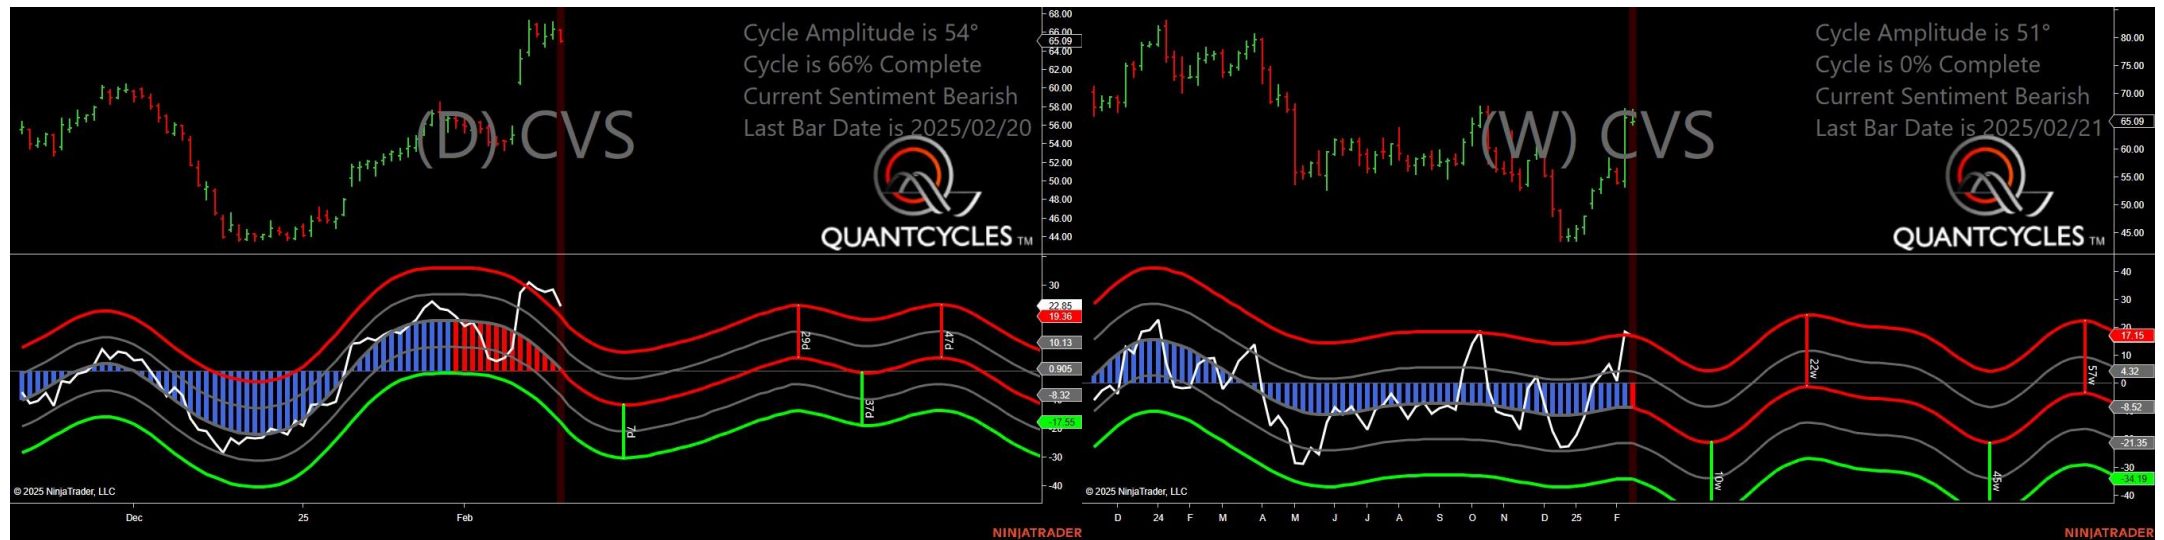 Cycle Amplitude is 54°
Cycle is 66% Complete
Current Sentiment Bearish
Last Bar Date is 2025/02/20
(D) CVS
QUANTCYCLES TM
68.00
66.00
65.09
64.00
62.00
60.00
58.00
56.00
54.00
52.00
50.00
48.00
46.00
44.00
30
22.85
19.36
10.13
0.905
-8.32
-17.55
-20
-30
-40
7d
29d
37d
47d
© 2025 NinjaTrader, LLC
Dec
25
Feb
NINJATRADER
Cycle Amplitude is 51°
Cycle is 0% Complete
Current Sentiment Bearish
Last Bar Date is 2025/02/21
(W) CVS
QUANTCYCLES TM
80.00
75.00
70.00
65.09
60.00
55.00
50.00
45.00
40
30
20
17.15
10
4.32
0
-8.52
-21.35
-30
-34.19
-40
10w
22w
45w
57w
© 2025 NinjaTrader, LLC
D
24
F
M
A
M
J
J
A
S
O
N
D
25
F
NINJATRADER